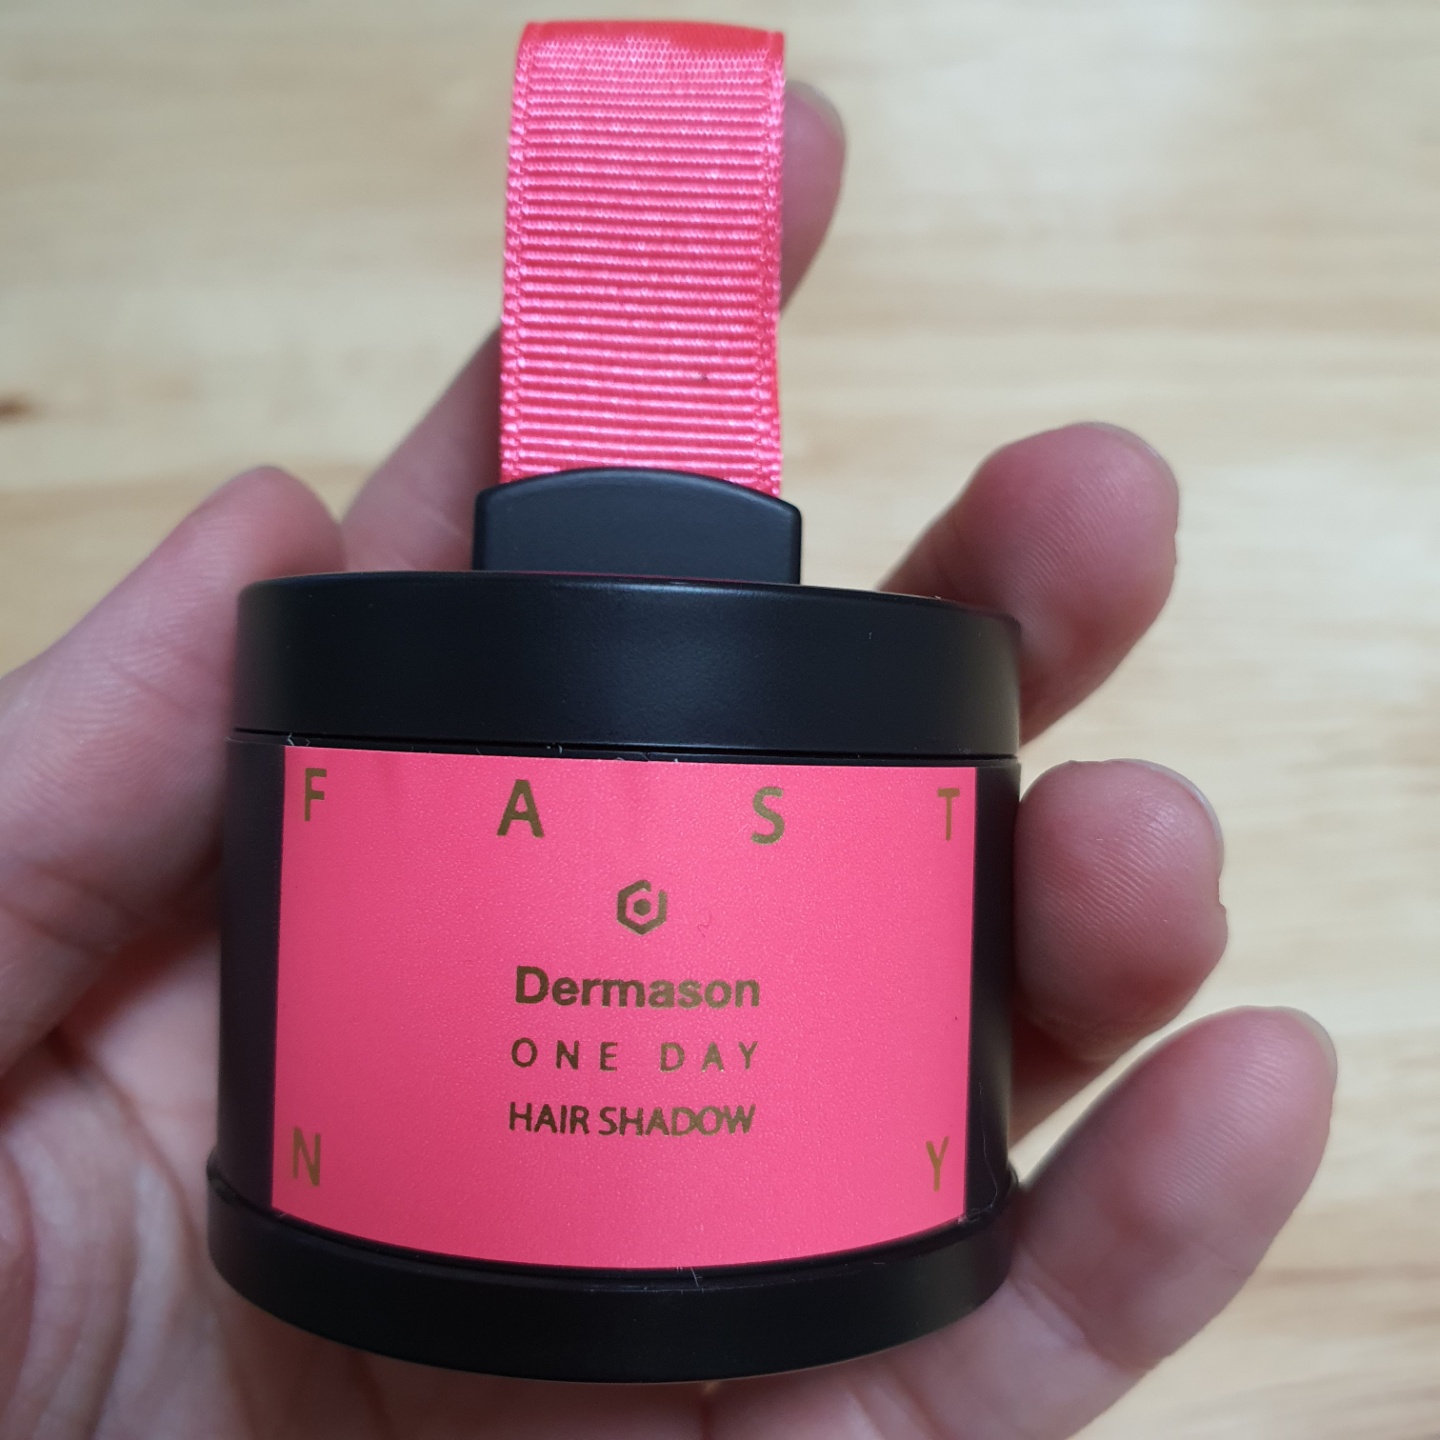 F A S T
Dermason
ONE DAY
HAIR SHADOW
N Y